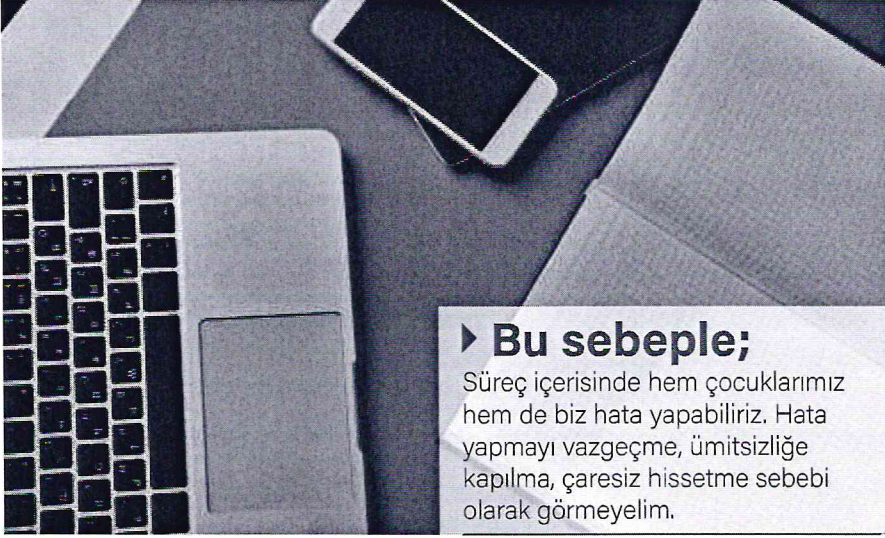 Bu sebeple;
Süreç içerisinde hem çocuklarımız
hem de biz hata yapabiliriz. Hata
yapmayı vazgeçme, ümitsizliğe
kapılma, çaresiz hissetme sebebi
olarak görmeyelim.